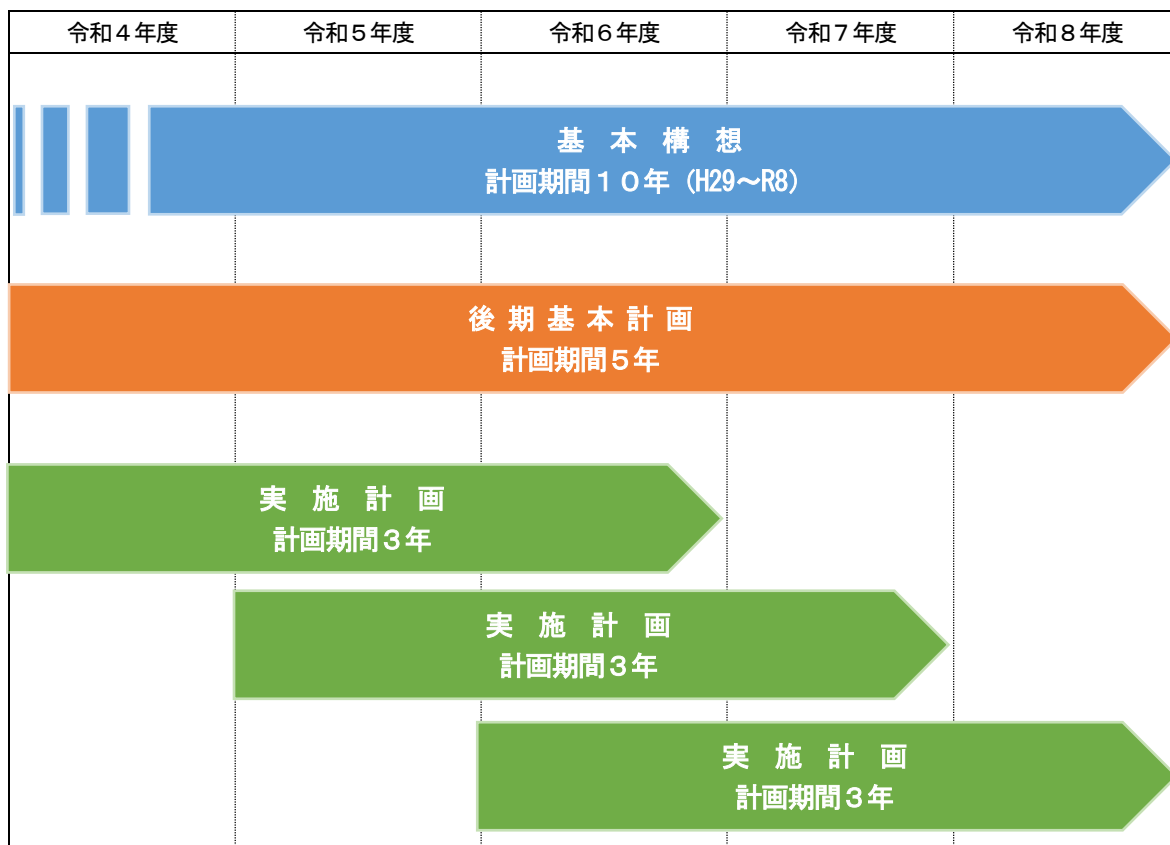 令和４年度
令和５年度
令和６年度
令和７年度
令和８年度
基　本　構　想
計画期間１０年（H29～R8）
後 期 基 本 計 画
計画期間５年
実　施　計　画
計画期間３年
実　施　計　画
計画期間３年
実　施　計　画
計画期間３年